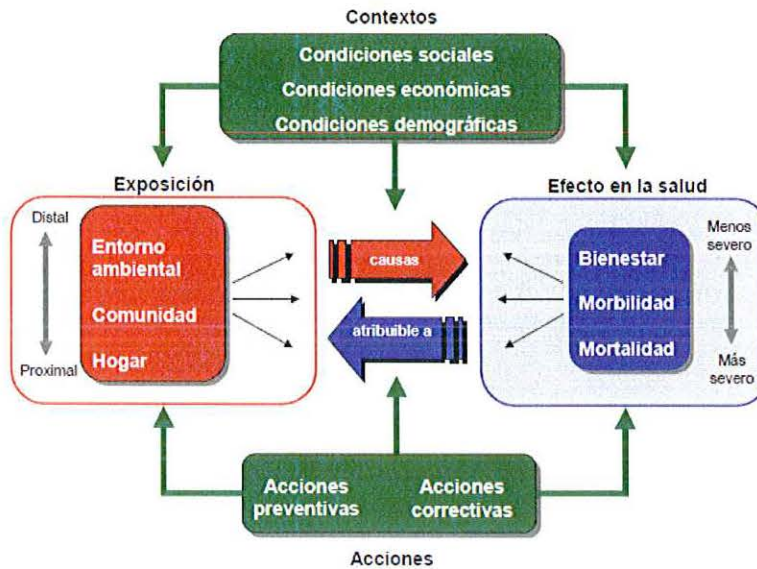 Contextos
Condiciones sociales
Condiciones económicas
Condiciones demográficas
Exposición
Distal
Entorno
ambiental
Comunidad
Hogar
Proximal
causas
atribuible a
Efecto en la salud
Menos
severo
Bienestar
Morbilidad
Mortalidad
Más
severo
Acciones
preventivas
Acciones
correctivas
Acciones